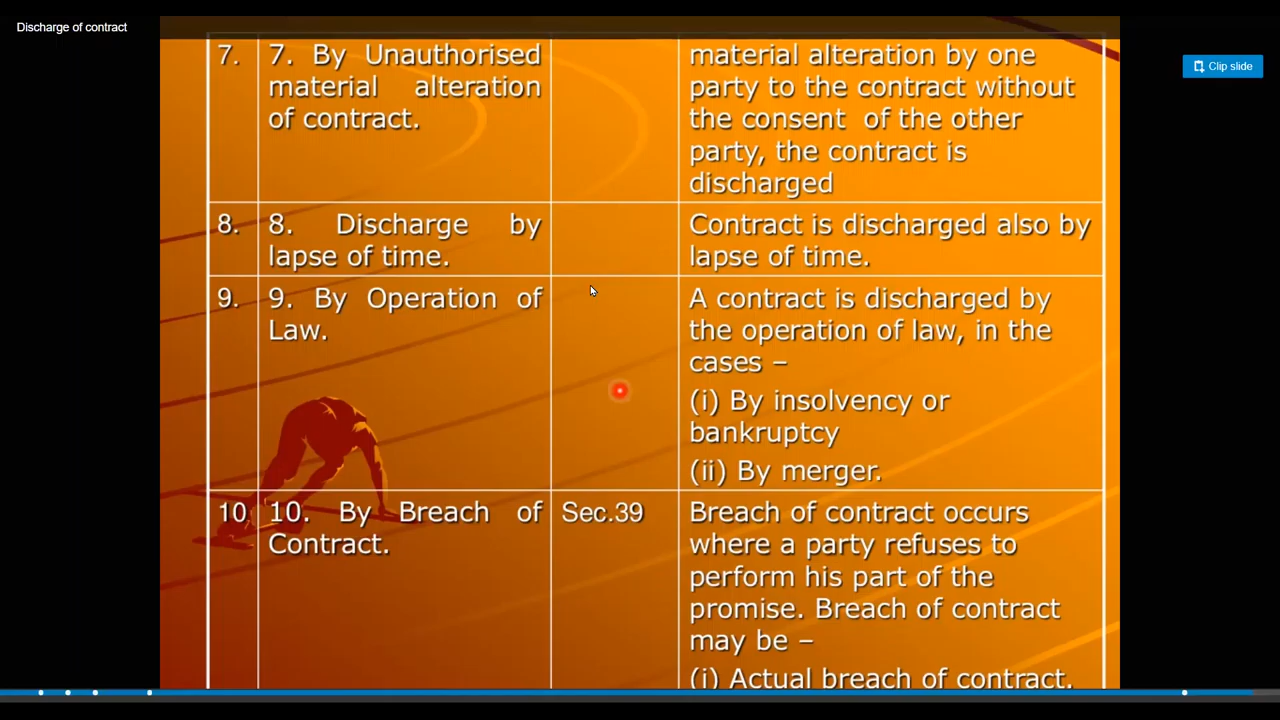 Discharge of contract
Clip slide
7. 7. By Unauthorised material alteration by one
material alteration party to the contract without
of contract. the consent of the other
party, the contract is
discharged
8. 8. Discharge by Contract is discharged also by
lapse of time. lapse of time.
9. 9. By Operation of A contract is discharged by
Law. the operation of law, in the
cases –
(i) By insolvency or
bankruptcy
(ii) By merger.
10 10. By Breach of Sec.39 Breach of contract occurs
Contract. where a party refuses to
perform his part of the
promise. Breach of contract
may be –
(i) Actual breach of contract.